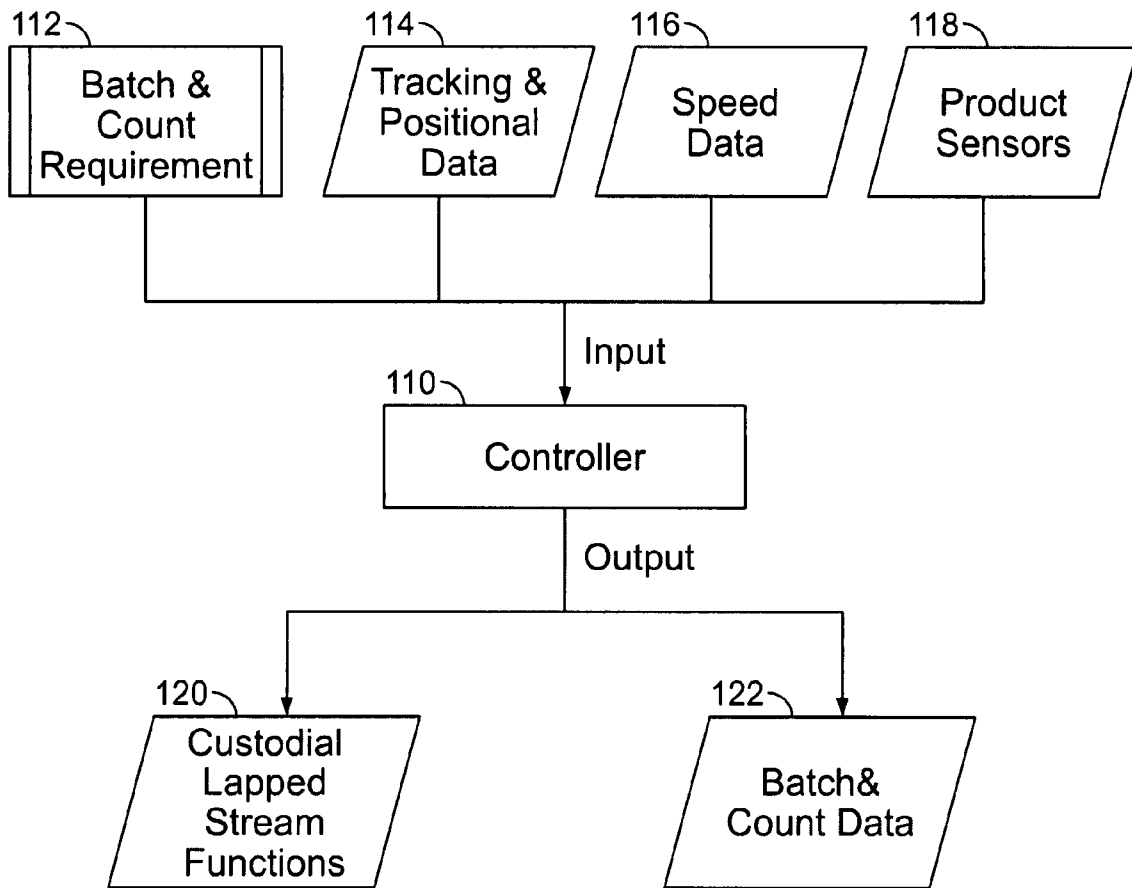 112
Batch &
Count
Requirement
114
Tracking &
Positional
Data
116
Speed
Data
118
Product
Sensors
Input
110
Controller
Output
120
Custodial
Lapped
Stream
Functions
122
Batch&
Count Data